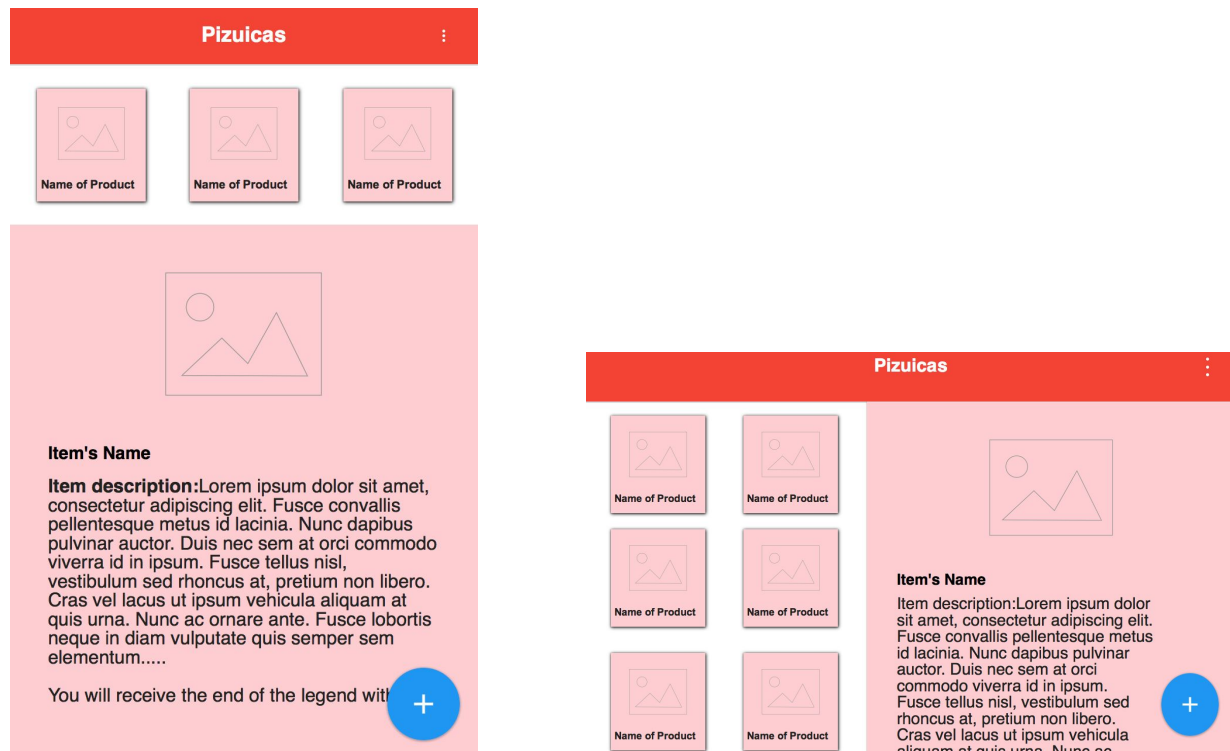 Pizuicas
Name of Product
Name of Product
Name of Product
Item's Name
Item description:Lorem ipsum dolor sit amet,
consectetur adipiscing elit. Fusce convallis
pellentesque metus id lacinia. Nunc dapibus
pulvinar auctor. Duis nec sem at orci commodo
viverra id in ipsum. Fusce tellus nisl,
vestibulum sed rhoncus at, pretium non libero.
Cras vel lacus ut ipsum vehicula aliquam at
quis urna. Nunc ac ornare ante. Fusce lobortis
neque in diam vulputate quis semper sem
elementum.....
You will receive the end of the legend with
Pizuicas
Name of Product
Name of Product
Name of Product
Name of Product
Name of Product
Name of Product
Item's Name
Item description:Lorem ipsum dolor
sit amet, consectetur adipiscing elit.
Fusce convallis pellentesque metus
id lacinia. Nunc dapibus pulvinar
auctor. Duis nec sem at orci
commodo viverra id in ipsum.
Fusce tellus nisl, vestibulum sed
rhoncus at, pretium non libero.
Cras vel lacus ut ipsum vehicula
aliquam at quis urna. Nunc ac